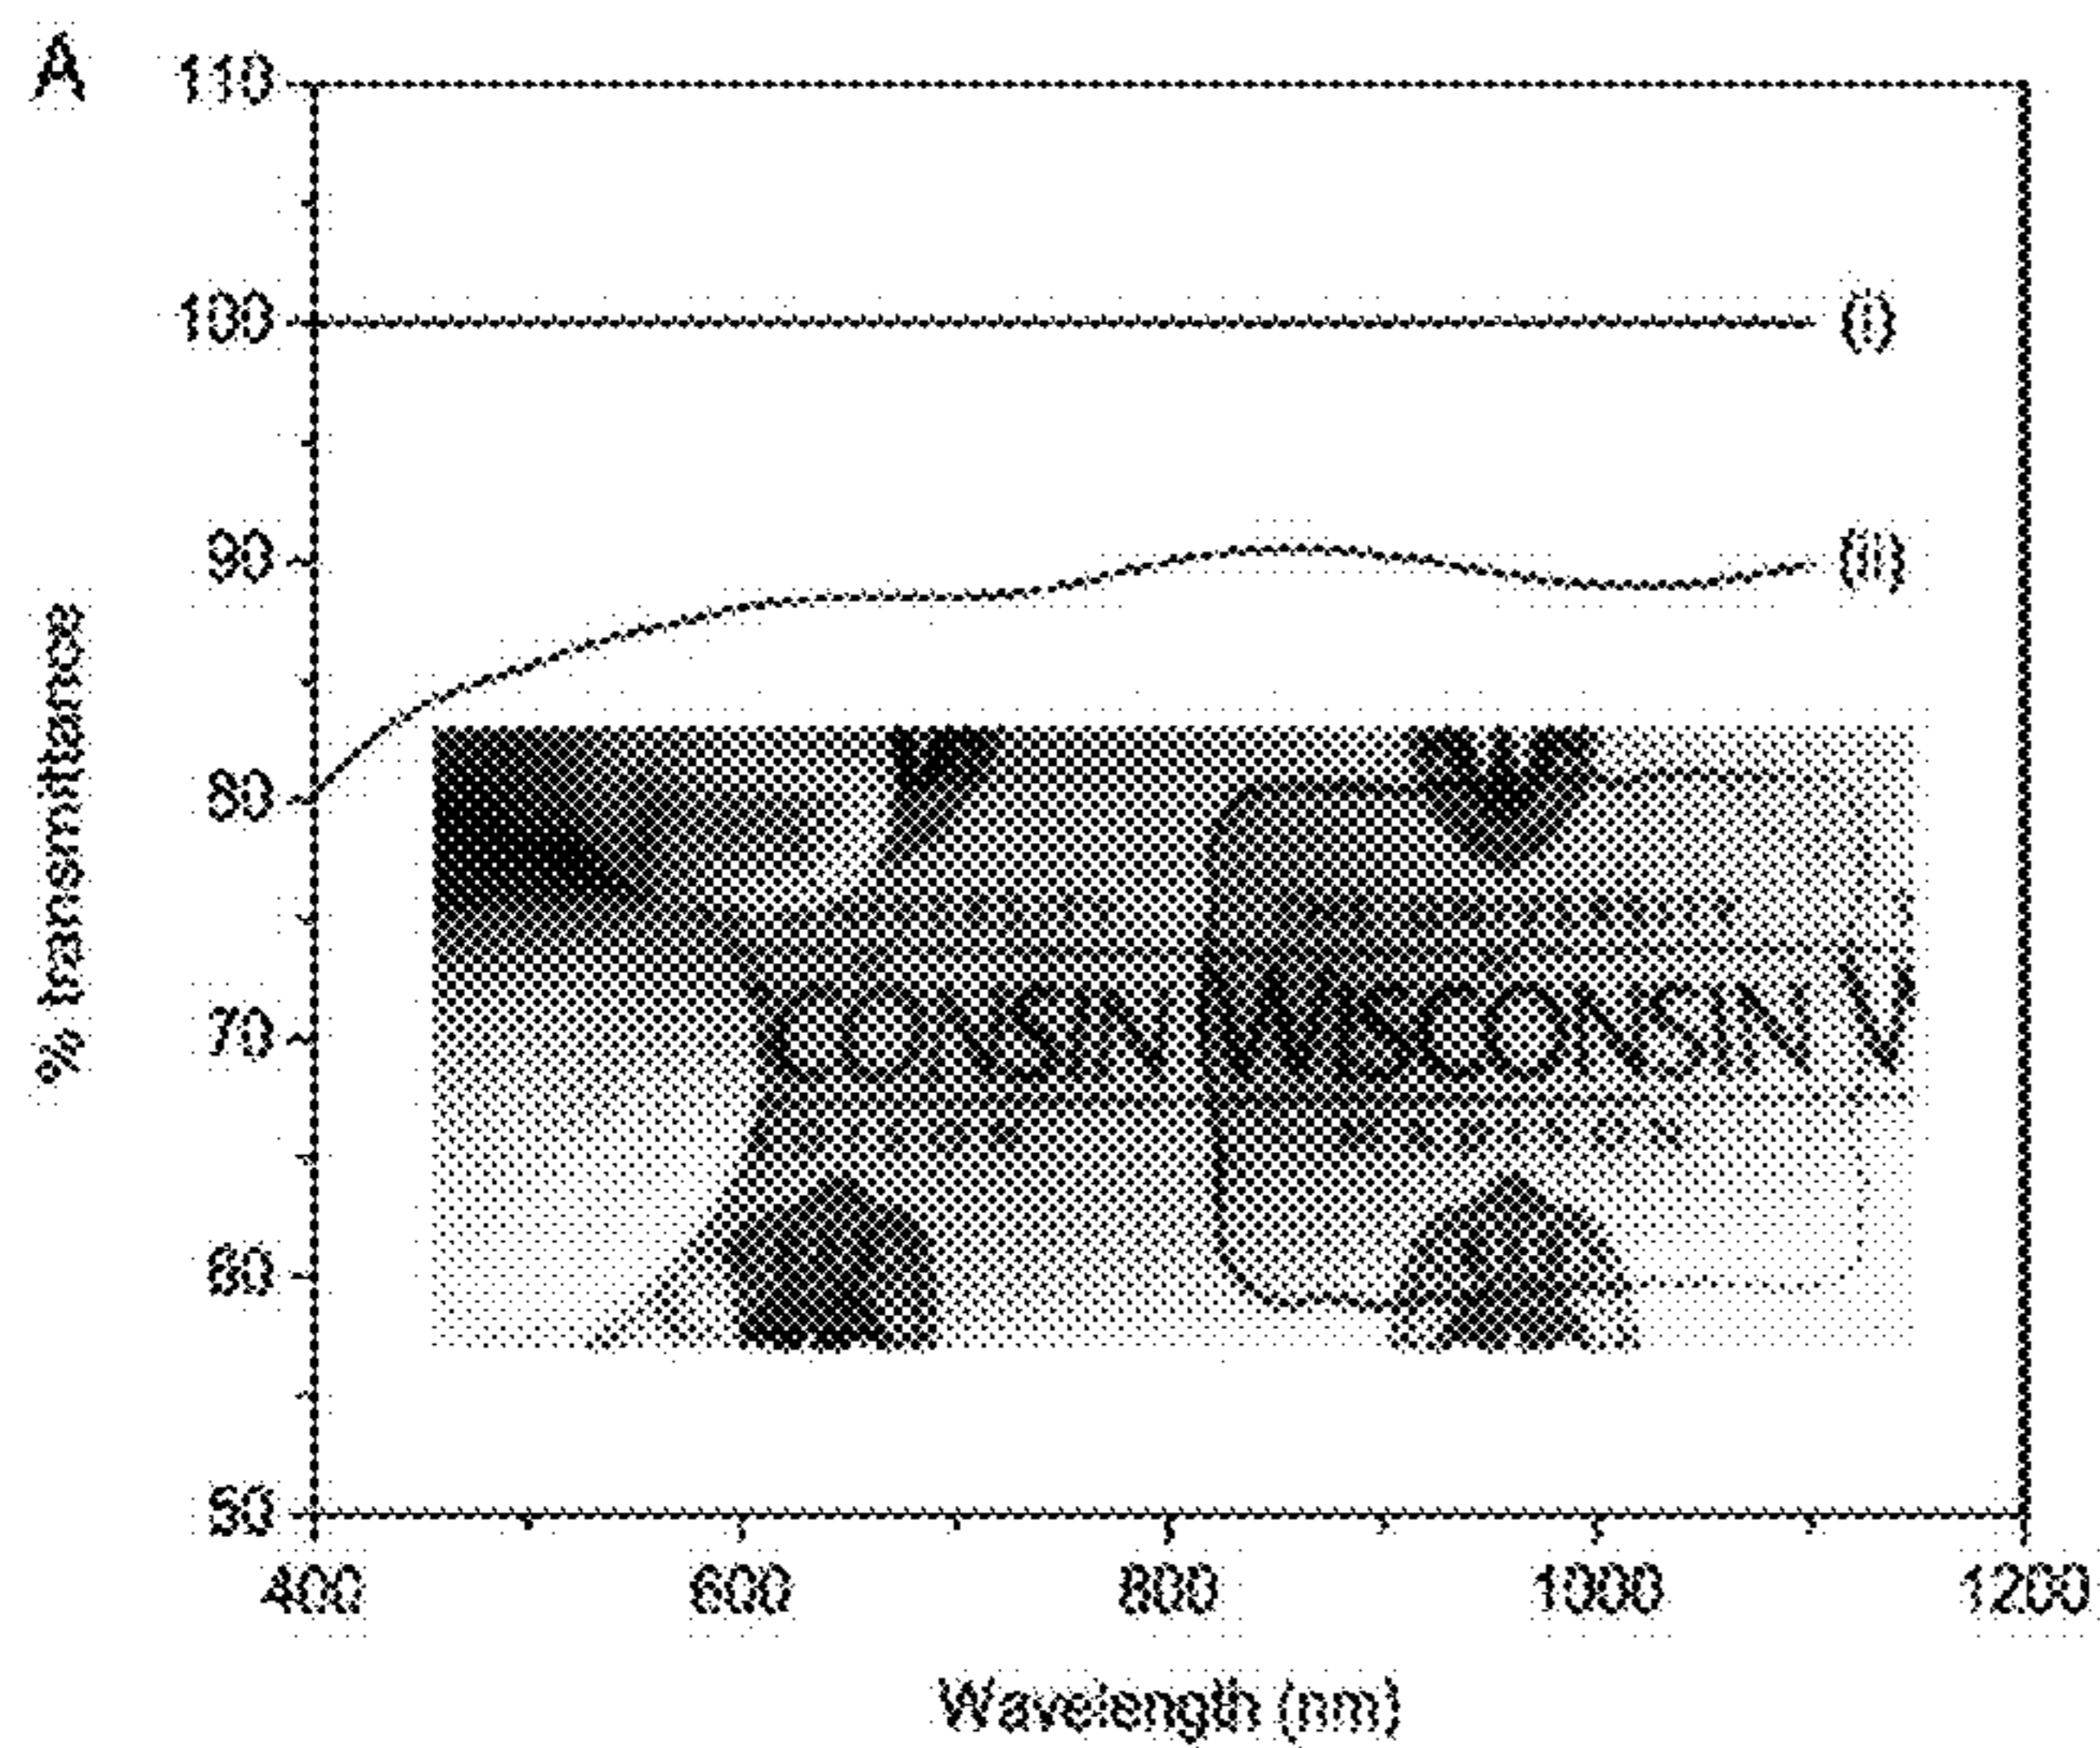 A
110
100
90
80
70
60
50
(i)
(ii)
CONSIN WISCONSIN V
400 600 800 1000 1200
Wavelength (nm)
% transmittance